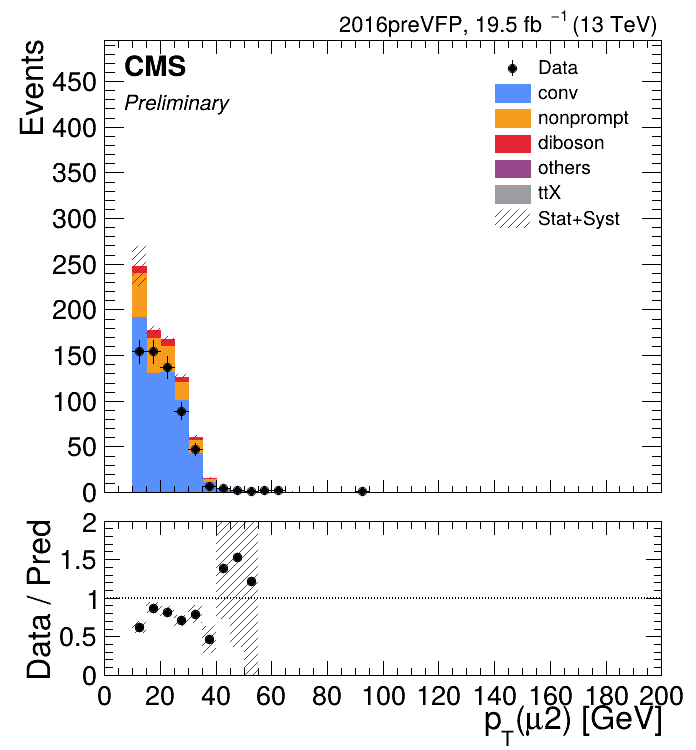 2016preVFP, 19.5 fb⁻¹ (13 TeV)
CMS
Preliminary
Events
450
400
350
300
250
200
150
100
50
0
Data
conv
nonprompt
diboson
others
ttX
Stat+Syst
Data / Pred
2
1.5
1
0.5
0
0 20 40 60 80 100 120 140 160 180 200
p_T(μ2) [GeV]